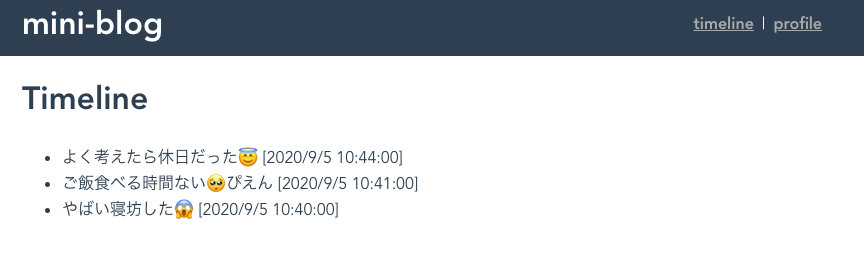 mini-blog
timeline | profile
Timeline
• よく考えたら休日だった😇 [2020/9/5 10:44:00]
• ご飯食べる時間ない🥺ぴえん [2020/9/5 10:41:00]
• やばい寝坊した😱 [2020/9/5 10:40:00]